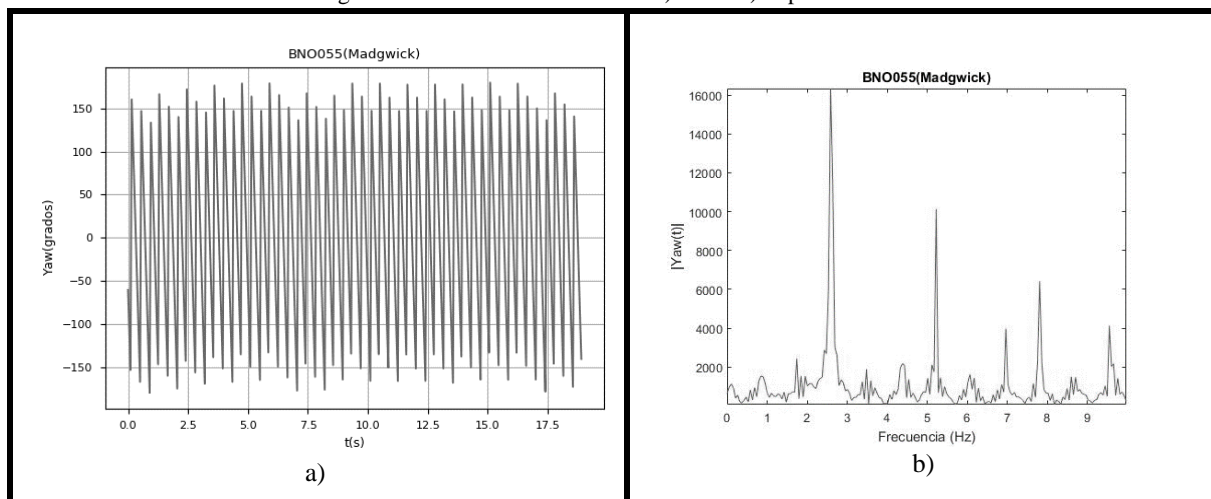 BNO055(Madgwick)
150
100
50
0
−50
−100
−150
Yaw(grados)
0.0 2.5 5.0 7.5 10.0 12.5 15.0 17.5
t(s)
a)
BNO055(Madgwick)
16000
14000
12000
10000
8000
6000
4000
2000
|Yaw(t)|
0 1 2 3 4 5 6 7 8 9
Frecuencia (Hz)
b)